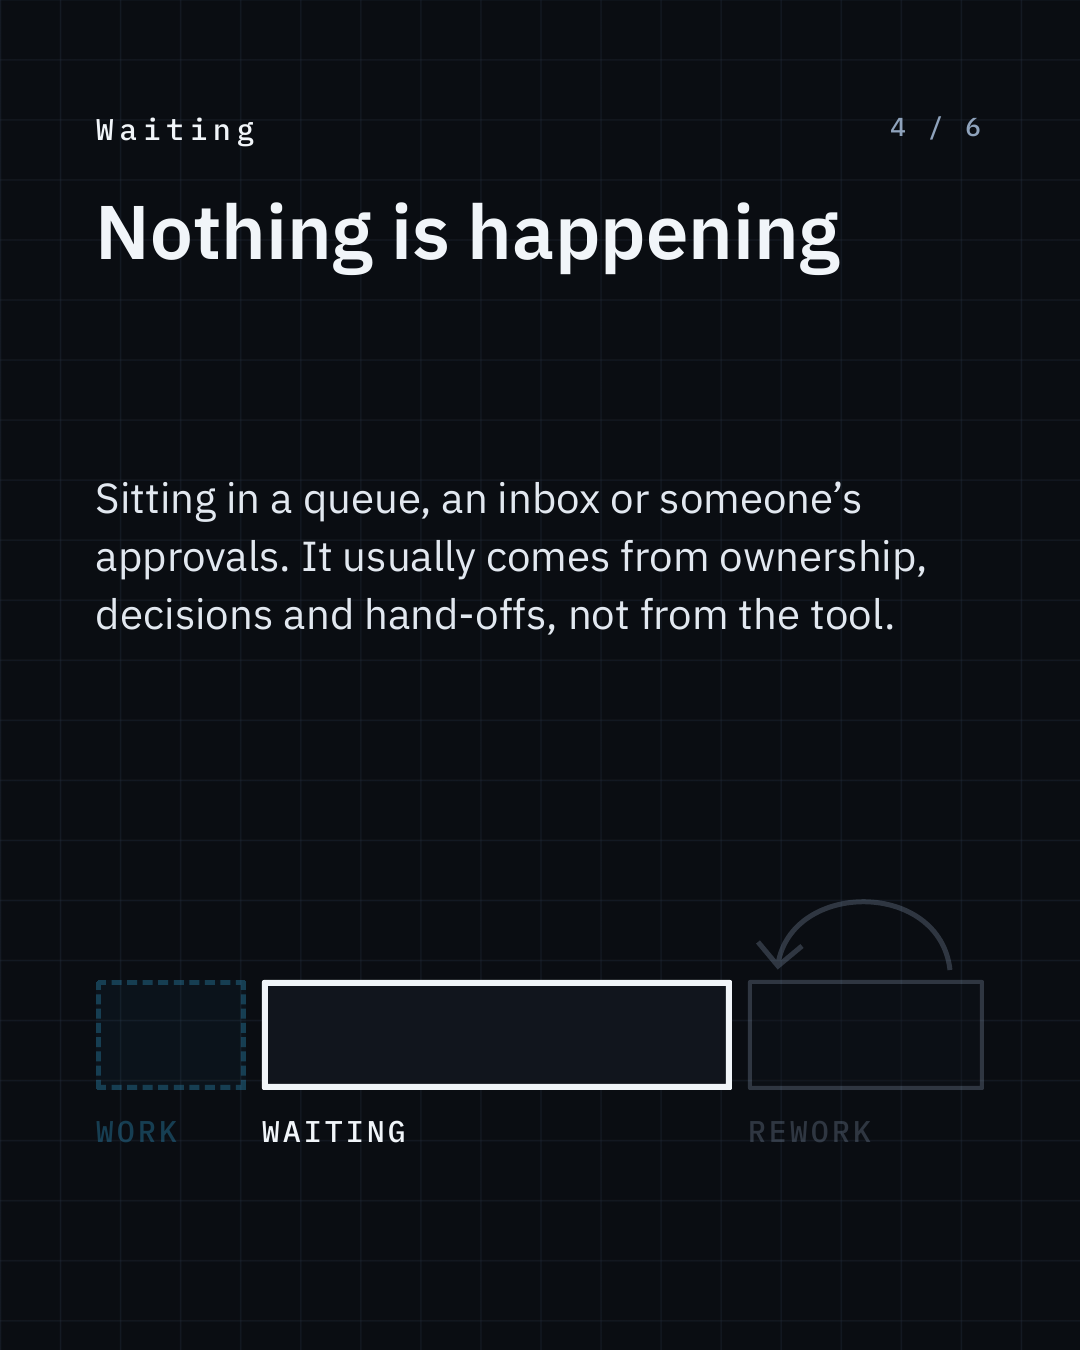 Waiting
4 / 6
Nothing is happening
Sitting in a queue, an inbox or someone’s
approvals. It usually comes from ownership,
decisions and hand-offs, not from the tool.
WORK
WAITING
REWORK